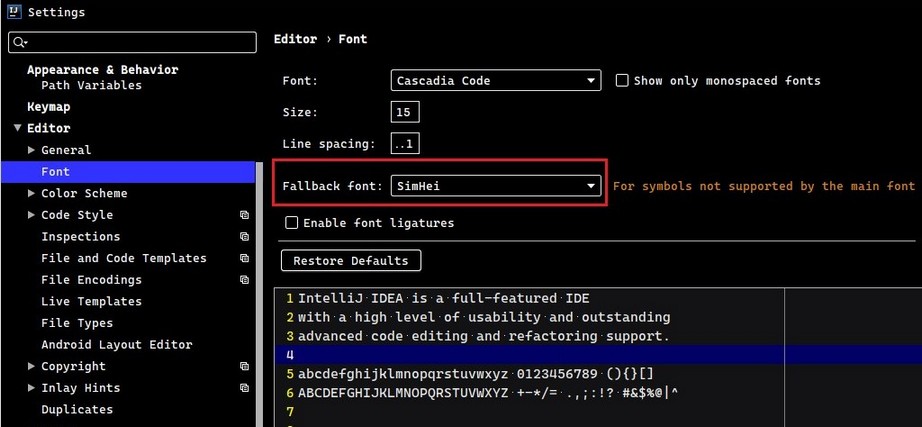 IJ Settings
Appearance & Behavior
Path Variables
Keymap
Editor
General
Font
Color Scheme
Code Style
Inspections
File and Code Templates
File Encodings
Live Templates
File Types
Android Layout Editor
Copyright
Inlay Hints
Duplicates
Editor › Font
Font: Cascadia Code Show only monospaced fonts
Size: 15
Line spacing: ..1
Fallback font: SimHei For symbols not supported by the main font
Enable font ligatures
Restore Defaults
1 IntelliJ IDEA is a full-featured IDE
2 with a high level of usability and outstanding
3 advanced code editing and refactoring support.
4
5 abcdefghijklmnopqrstuvwxyz 0123456789 (){}[]
6 ABCDEFGHIJKLMNOPQRSTUVWXYZ +-*/= .,;:!? #&$%@|^
7